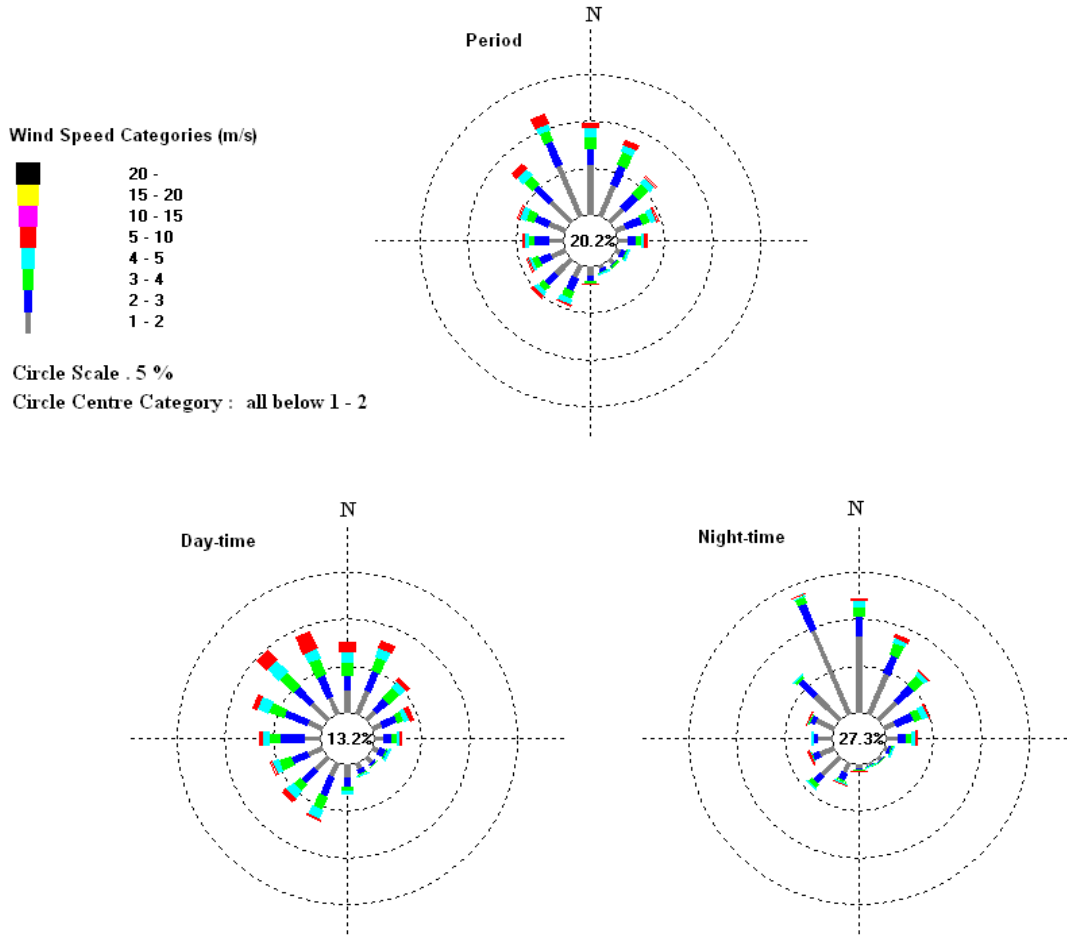 N
Period
Wind Speed Categories (m/s)
20 -
15 - 20
10 - 15
5 - 10
4 - 5
3 - 4
2 - 3
1 - 2
20.2%
Circle Scale . 5 %
Circle Centre Category : all below 1 - 2
N
Day-time
13.2%
N
Night-time
27.3%